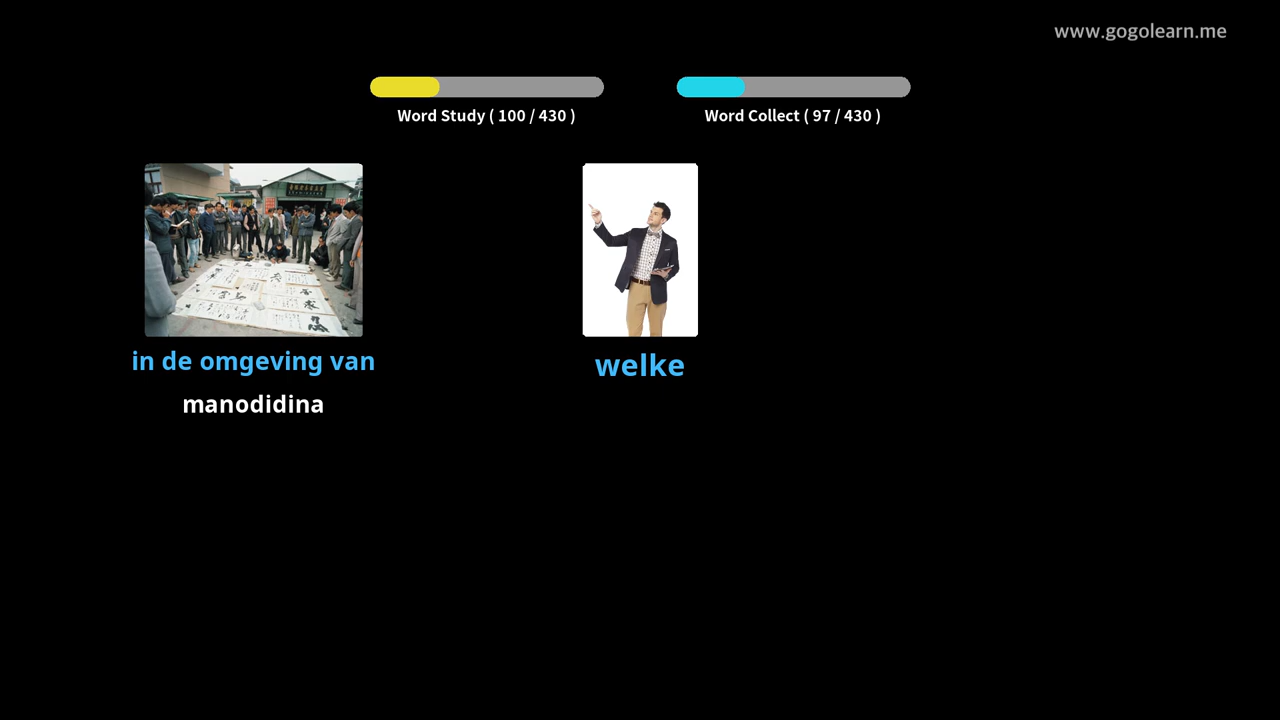 www.gogolearn.me
Word Study ( 100 / 430 )
Word Collect ( 97 / 430 )
in de omgeving van
manodidina
welke